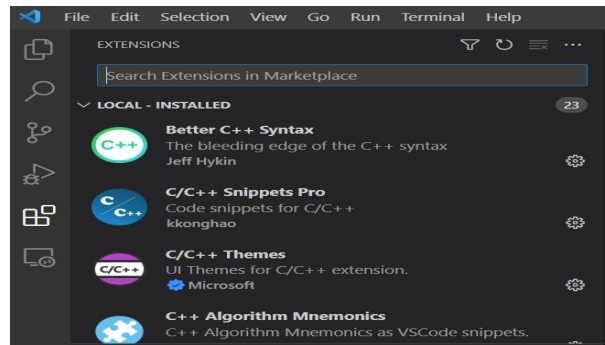 File Edit Selection View Go Run Terminal Help
EXTENSIONS
Search Extensions in Marketplace
LOCAL - INSTALLED 23
C++
Better C++ Syntax
The bleeding edge of the C++ syntax
Jeff Hykin
C
C++
C/C++ Snippets Pro
Code snippets for C/C++
kkonghao
C/C++
C/C++ Themes
UI Themes for C/C++ extension.
Microsoft
C++ Algorithm Mnemonics
C++ Algorithm Mnemonics as VSCode snippets.